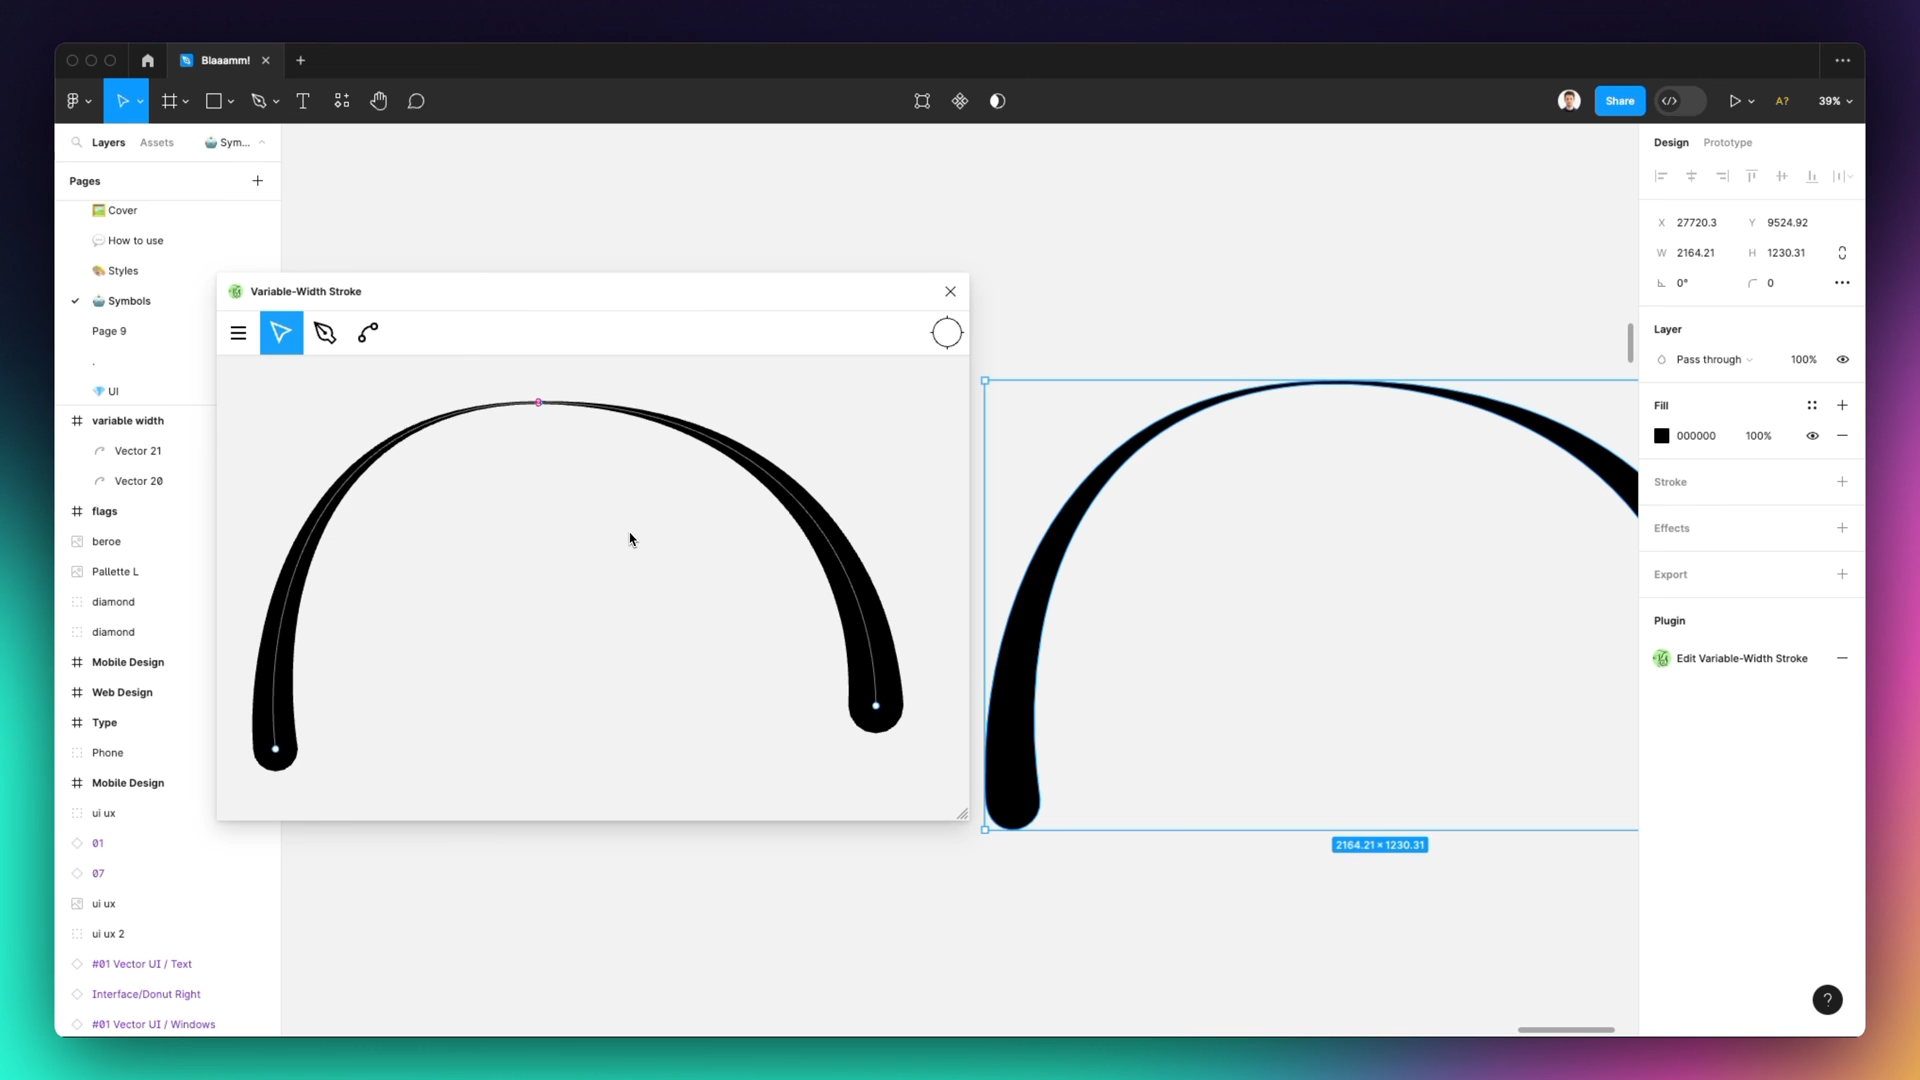 Blaaamm!
T
Share
A?
39%
Layers
Assets
Sym...
Pages
Cover
How to use
Styles
Symbols
Page 9
.
UI
variable width
Vector 21
Vector 20
flags
beroe
Pallette L
diamond
diamond
Mobile Design
Web Design
Type
Phone
Mobile Design
ui ux
01
07
ui ux
ui ux 2
#01 Vector UI / Text
Interface/Donut Right
#01 Vector UI / Windows
Variable-Width Stroke
2164.21 × 1230.31
Design
Prototype
X 27720.3 Y 9524.92
W 2164.21 H 1230.31
0° 0
Layer
Pass through 100%
Fill
000000 100%
Stroke
Effects
Export
Plugin
Edit Variable-Width Stroke
?